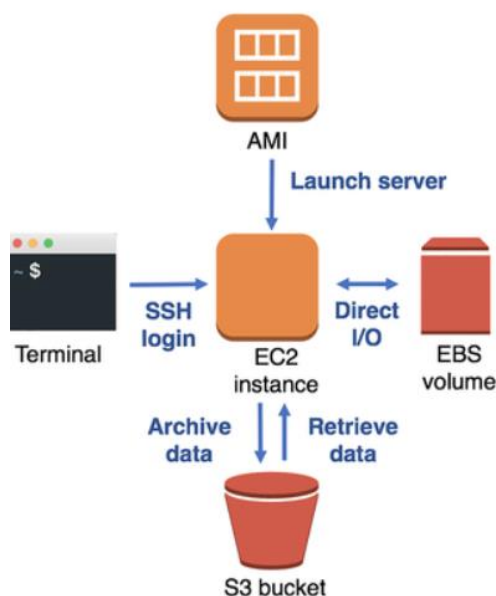 AMI
Launch server
~ $
SSH
login
Terminal
EC2
instance
Direct
I/O
EBS
volume
Archive
data
Retrieve
data
S3 bucket